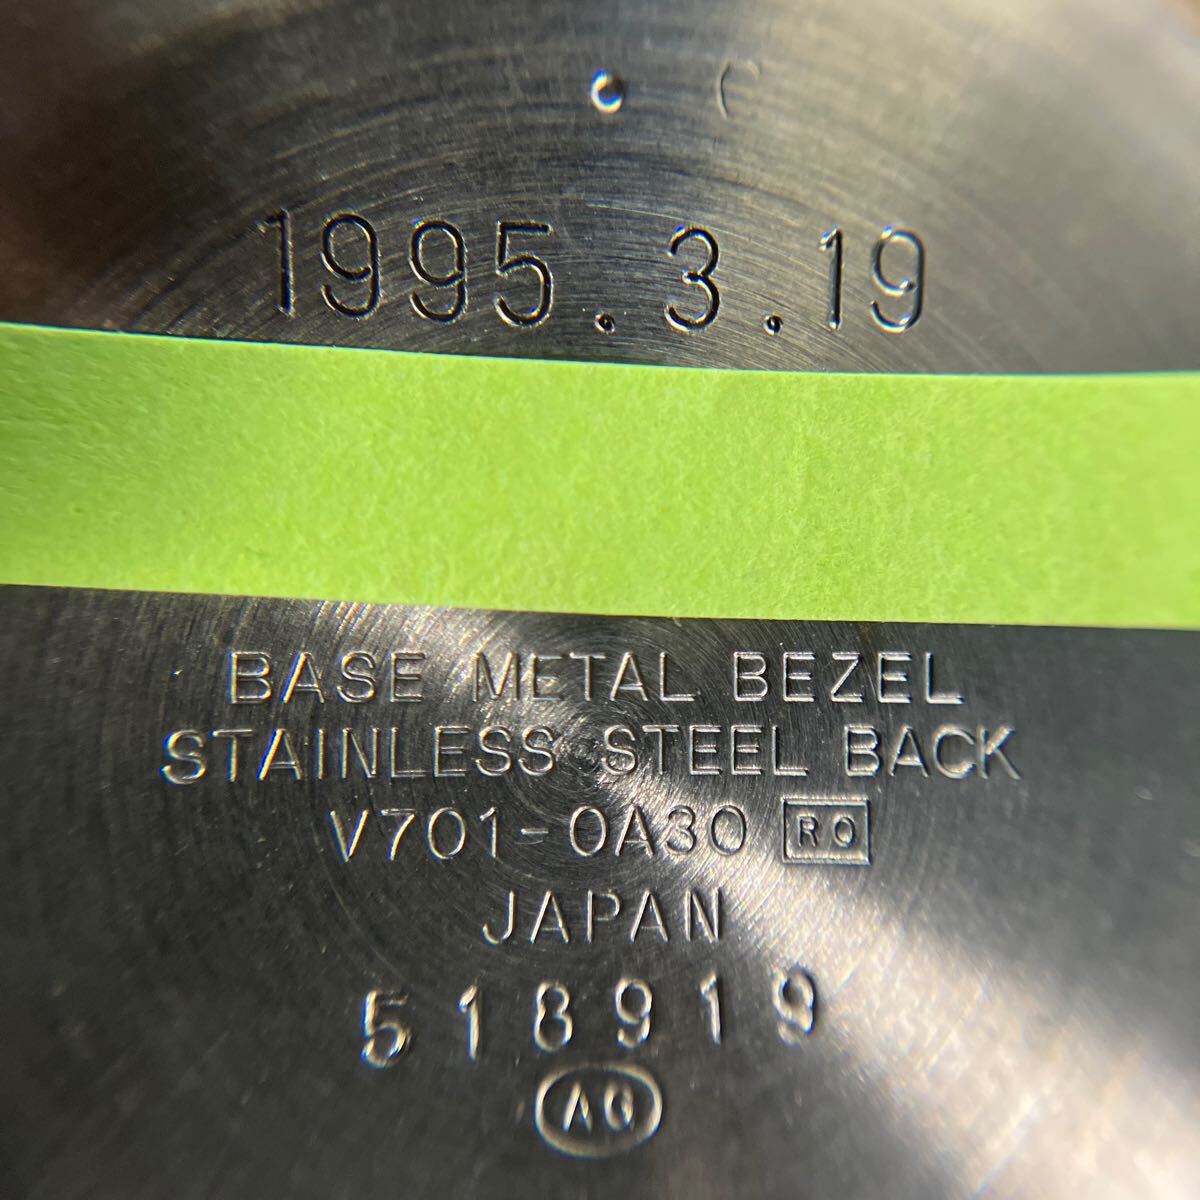 1995.3.19
BASE METAL BEZEL
STAINLESS STEEL BACK
V701-0A30 RO
JAPAN
518919
AG